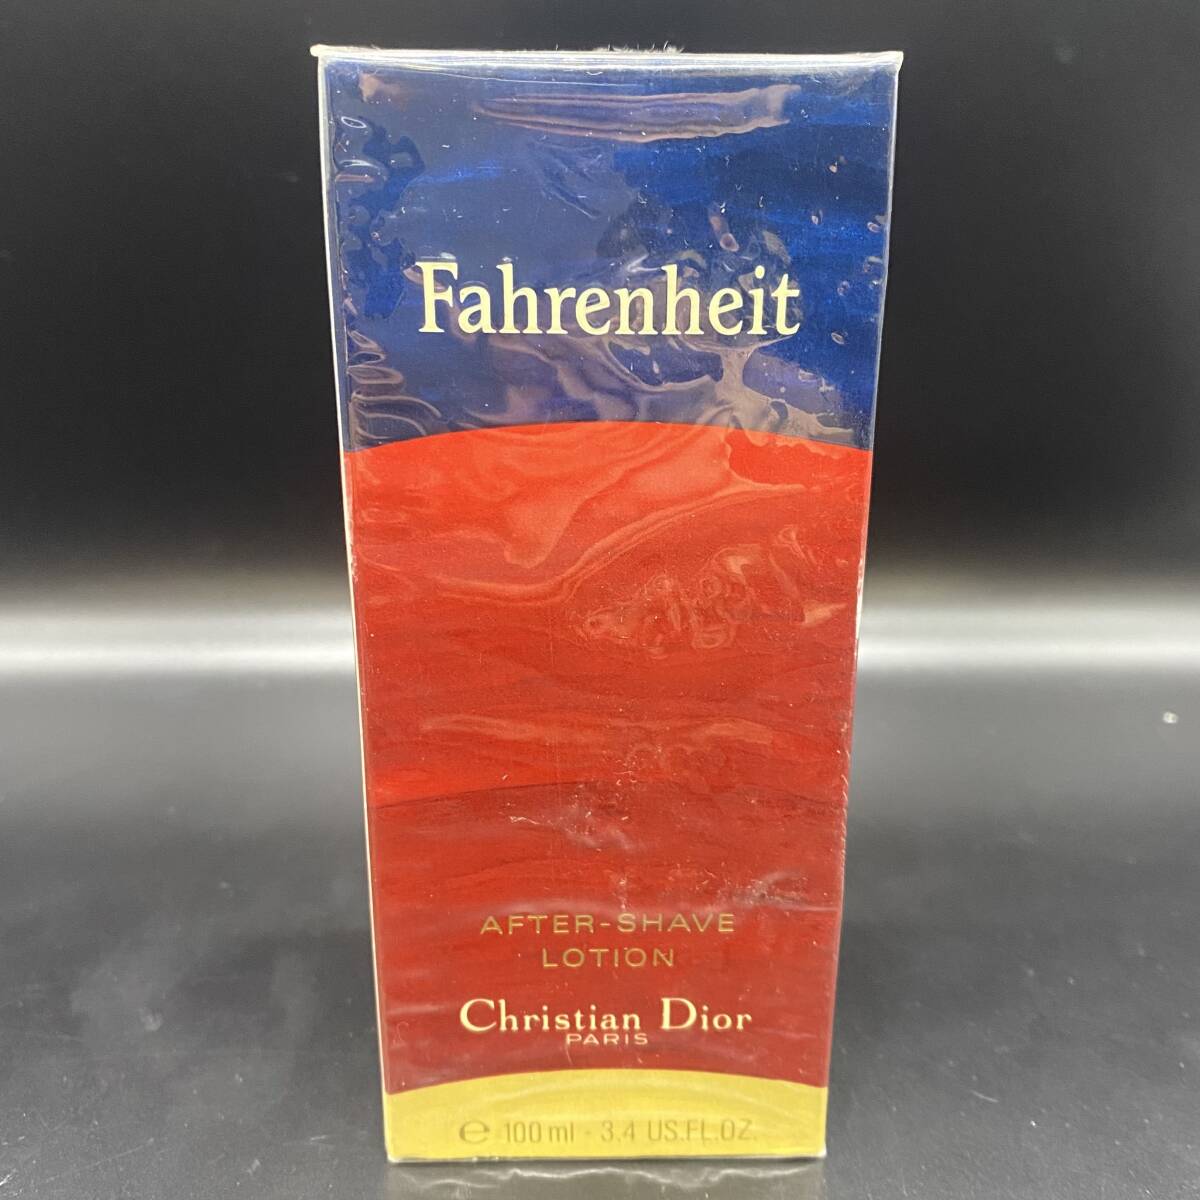 Fahrenheit
AFTER-SHAVE
LOTION
Christian Dior
PARIS
℮ 100 ml - 3.4 US.FL.OZ.